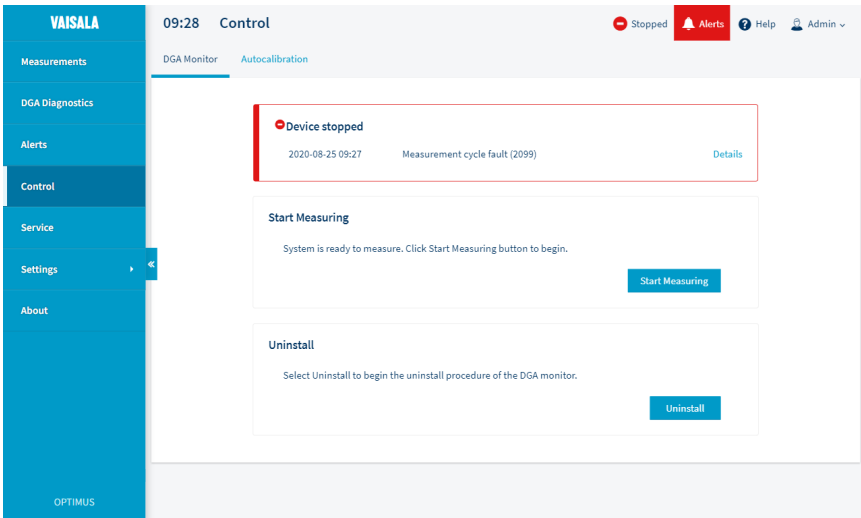 VAISALA
09:28 Control
Stopped
Alerts
Help
Admin
Measurements
DGA Diagnostics
Alerts
Control
Service
Settings
About
OPTIMUS
DGA Monitor Autocalibration
Device stopped
2020-08-25 09:27 Measurement cycle fault (2099) Details
Start Measuring
System is ready to measure. Click Start Measuring button to begin.
Start Measuring
Uninstall
Select Uninstall to begin the uninstall procedure of the DGA monitor.
Uninstall